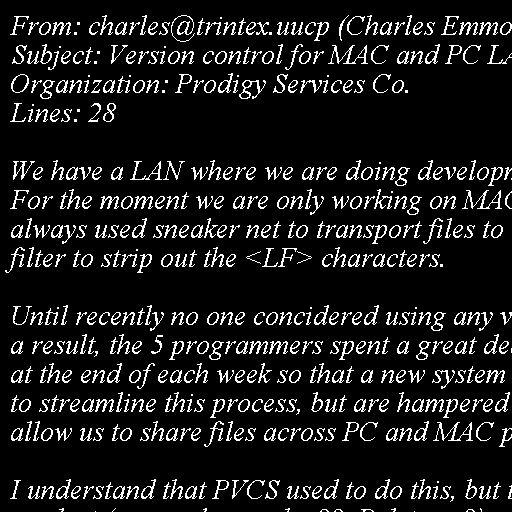 From: charles@trintex.uucp (Charles Emmo
Subject: Version control for MAC and PC LA
Organization: Prodigy Services Co.
Lines: 28
We have a LAN where we are doing developm
For the moment we are only working on MAC
always used sneaker net to transport files to
filter to strip out the <LF> characters.
Until recently no one concidered using any v
a result, the 5 programmers spent a great de
at the end of each week so that a new system
to streamline this process, but are hampered
allow us to share files across PC and MAC p
I understand that PVCS used to do this, but